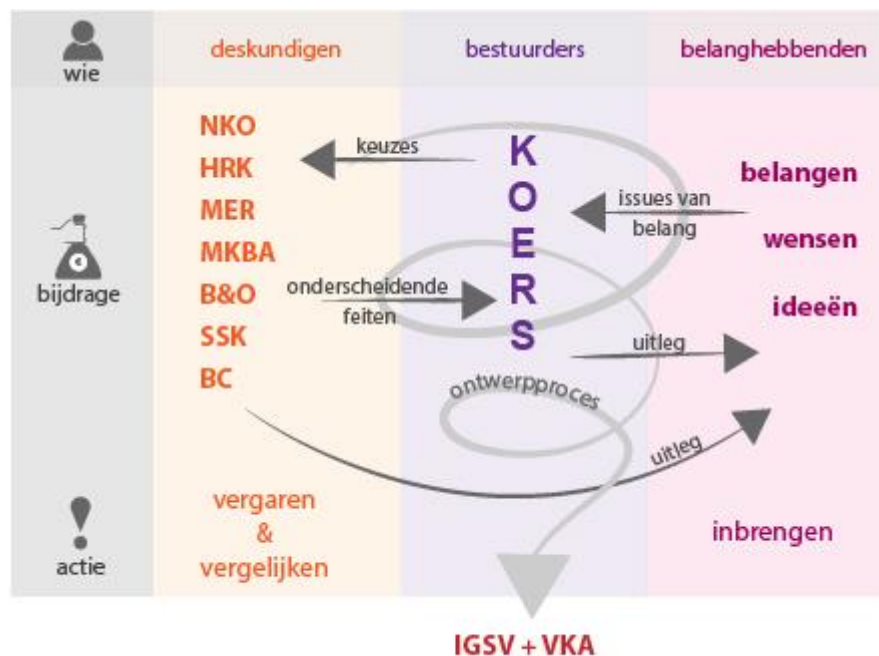 wie
deskundigen
bestuurders
belanghebbenden
bijdrage
NKO
HRK
MER
MKBA
B&O
SSK
BC
keuzes
onderscheidende
feiten
K
O
E
R
S
issues van
belang
uitleg
ontwerpproces
uitleg
belangen
wensen
ideeën
actie
vergaren
&
vergelijken
inbrengen
IGSV + VKA